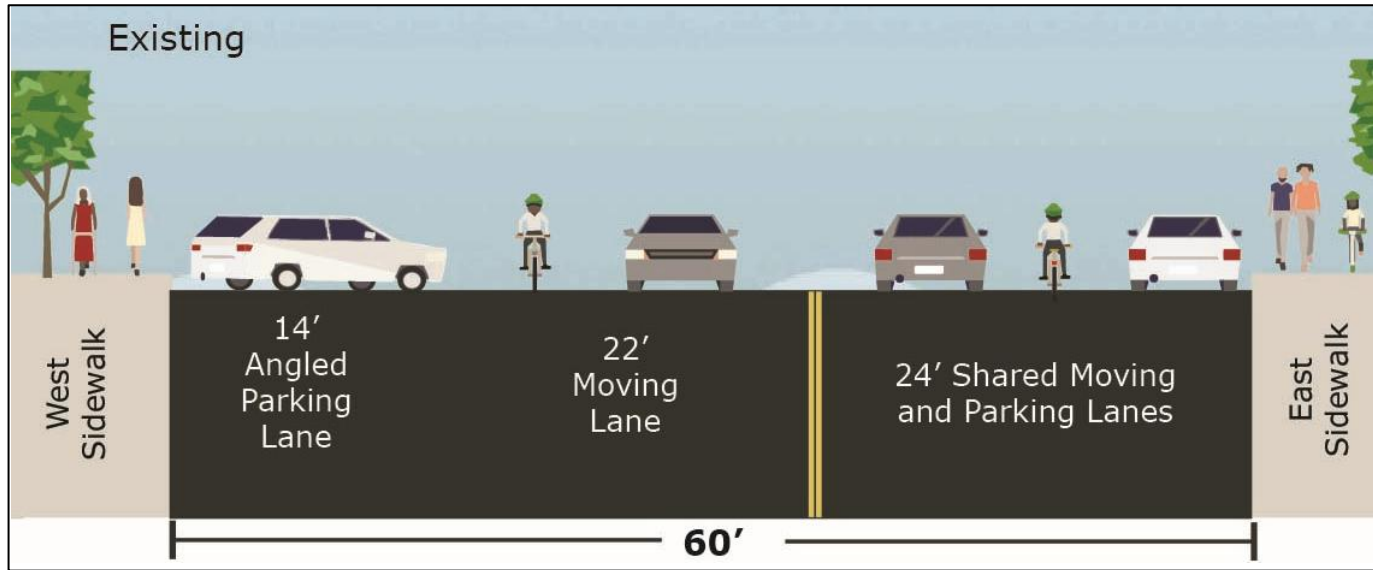 Existing
West
Sidewalk
14′
Angled
Parking
Lane
22′
Moving
Lane
24′ Shared Moving
and Parking Lanes
East
Sidewalk
60′